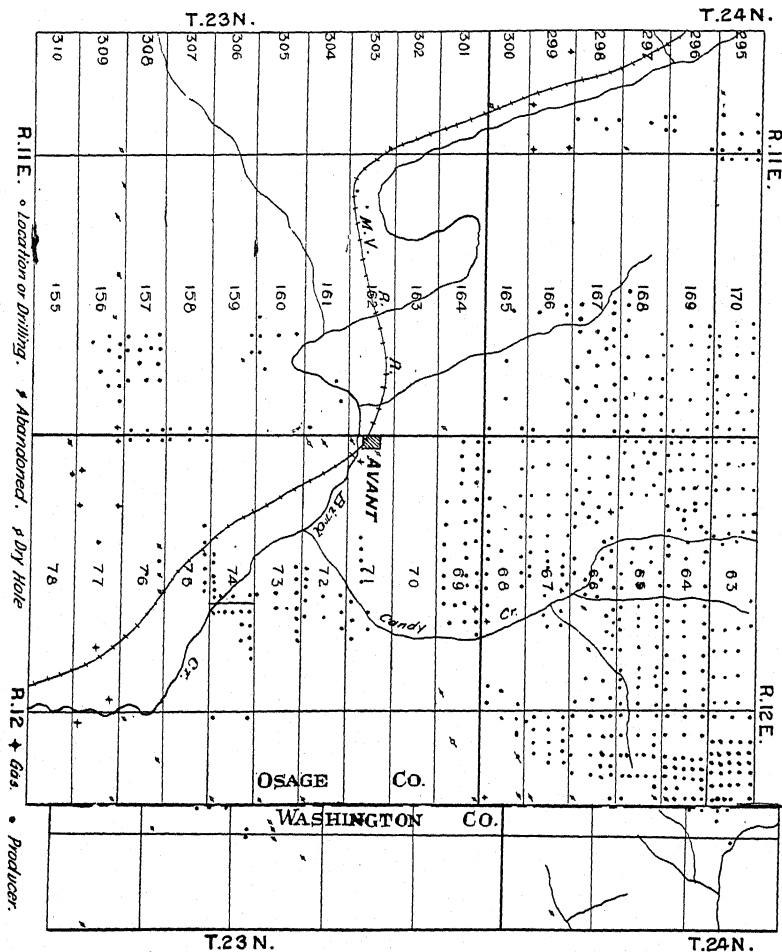 T.23N.
T.24N.
310 309 308 307 306 305 304 303 302 301 300 299 298 297 296 295
R.11E.
R.11E.
M.V.
R.
R.
155 156 157 158 159 160 161 162 163 164 165 166 167 168 169 170
AVANT
Bird
Cr.
Candy
Cr.
78 77 76 75 74 73 72 71 70 69 68 67 66 65 64 63
R.12
R.12E.
OSAGE CO.
WASHINGTON CO.
T.23N.
T.24N.
Location or Drilling. Abandoned. Dry Hole Gas. Producer.